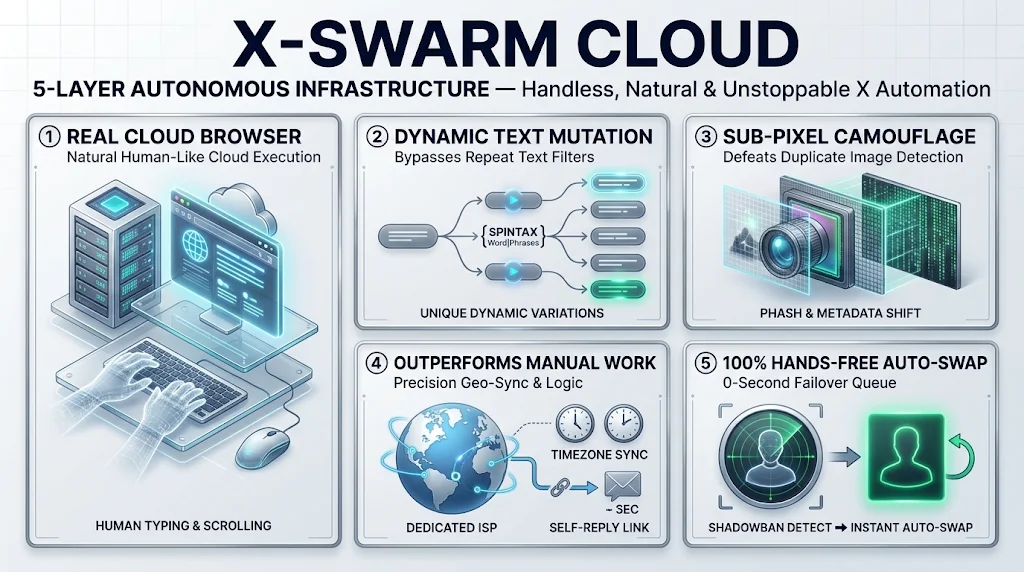 X-SWARM CLOUD
5-LAYER AUTONOMOUS INFRASTRUCTURE — Handless, Natural & Unstoppable X Automation
① REAL CLOUD BROWSER
Natural Human-Like Cloud Execution
HUMAN TYPING & SCROLLING
② DYNAMIC TEXT MUTATION
Bypasses Repeat Text Filters
{SPINTAX
Word|Phrases}
UNIQUE DYNAMIC VARIATIONS
③ SUB-PIXEL CAMOUFLAGE
Defeats Duplicate Image Detection
PHASH & METADATA SHIFT
④ OUTPERFORMS MANUAL WORK
Precision Geo-Sync & Logic
TIMEZONE SYNC
~ SEC
DEDICATED ISP
SELF-REPLY LINK
⑤ 100% HANDS-FREE AUTO-SWAP
0-Second Failover Queue
SHADOWBAN DETECT ➡ INSTANT AUTO-SWAP